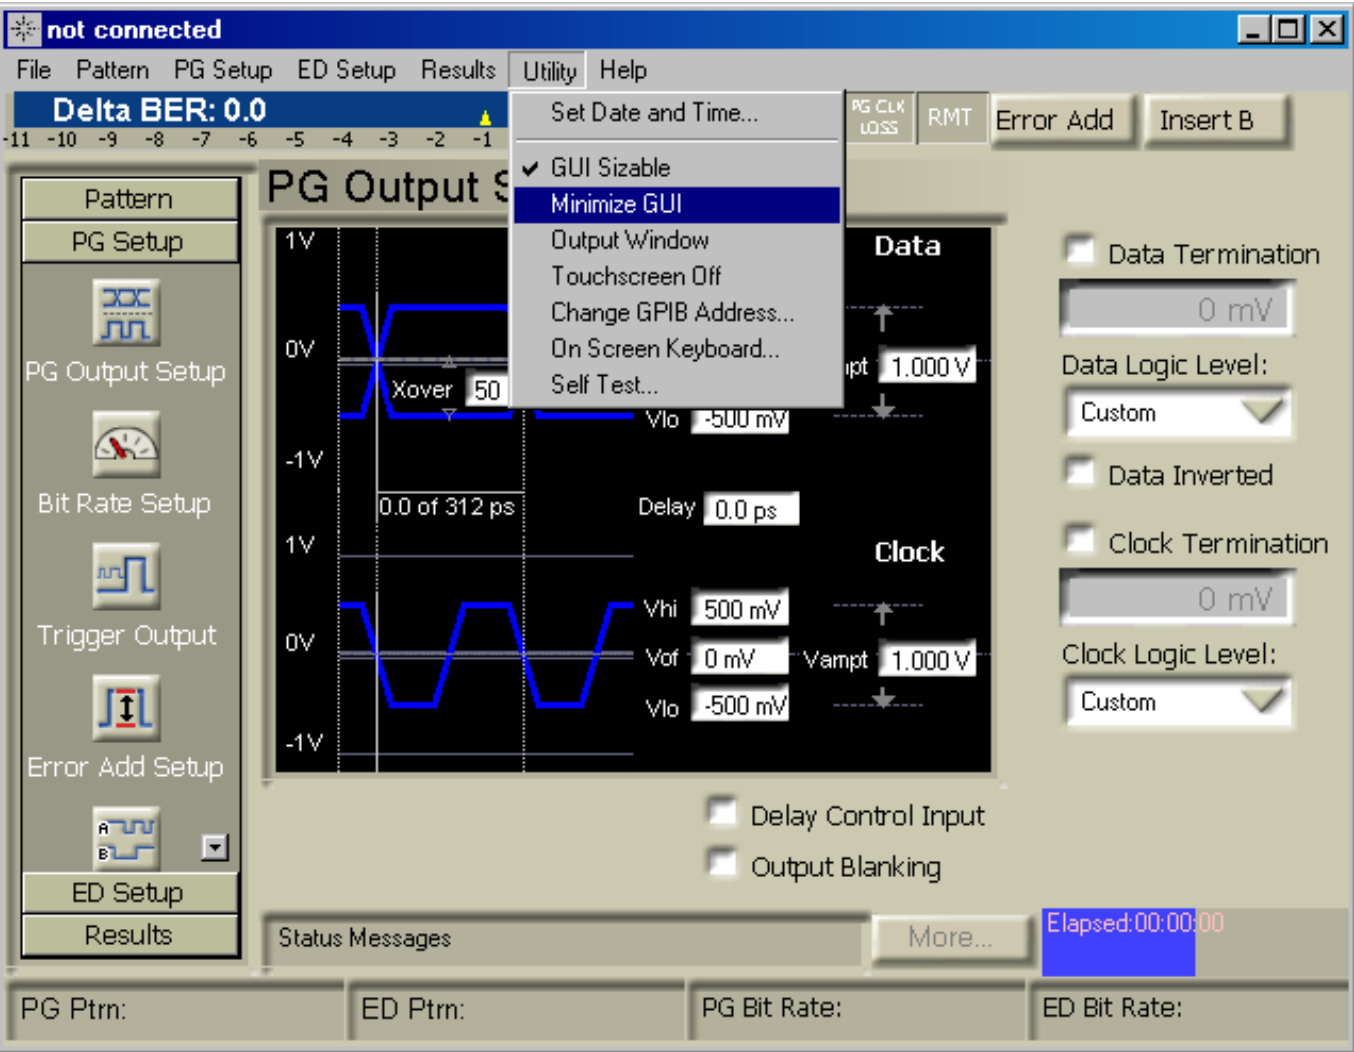 not connected
File Pattern PG Setup ED Setup Results Utility Help
Delta BER: 0.0
-11 -10 -9 -8 -7 -6 -5 -4 -3 -2 -1
PG CLK LOSS
RMT
Error Add
Insert B
Set Date and Time...
GUI Sizable
Minimize GUI
Output Window
Touchscreen Off
Change GPIB Address...
On Screen Keyboard...
Self Test...
Pattern
PG Setup
PG Output Setup
Bit Rate Setup
Trigger Output
Error Add Setup
A
B
ED Setup
Results
PG Output S
1V
Data
0V
Xover 50
1.000 V
Vlo -500 mV
-1V
0.0 of 312 ps
Delay 0.0 ps
1V
Clock
Vhi 500 mV
0V
Vof 0 mV
Vampt 1.000 V
Vlo -500 mV
-1V
Data Termination
0 mV
Data Logic Level:
Custom
Data Inverted
Clock Termination
0 mV
Clock Logic Level:
Custom
Delay Control Input
Output Blanking
Status Messages
More...
Elapsed:00:00:00
PG Ptrn:
ED Ptrn:
PG Bit Rate:
ED Bit Rate: